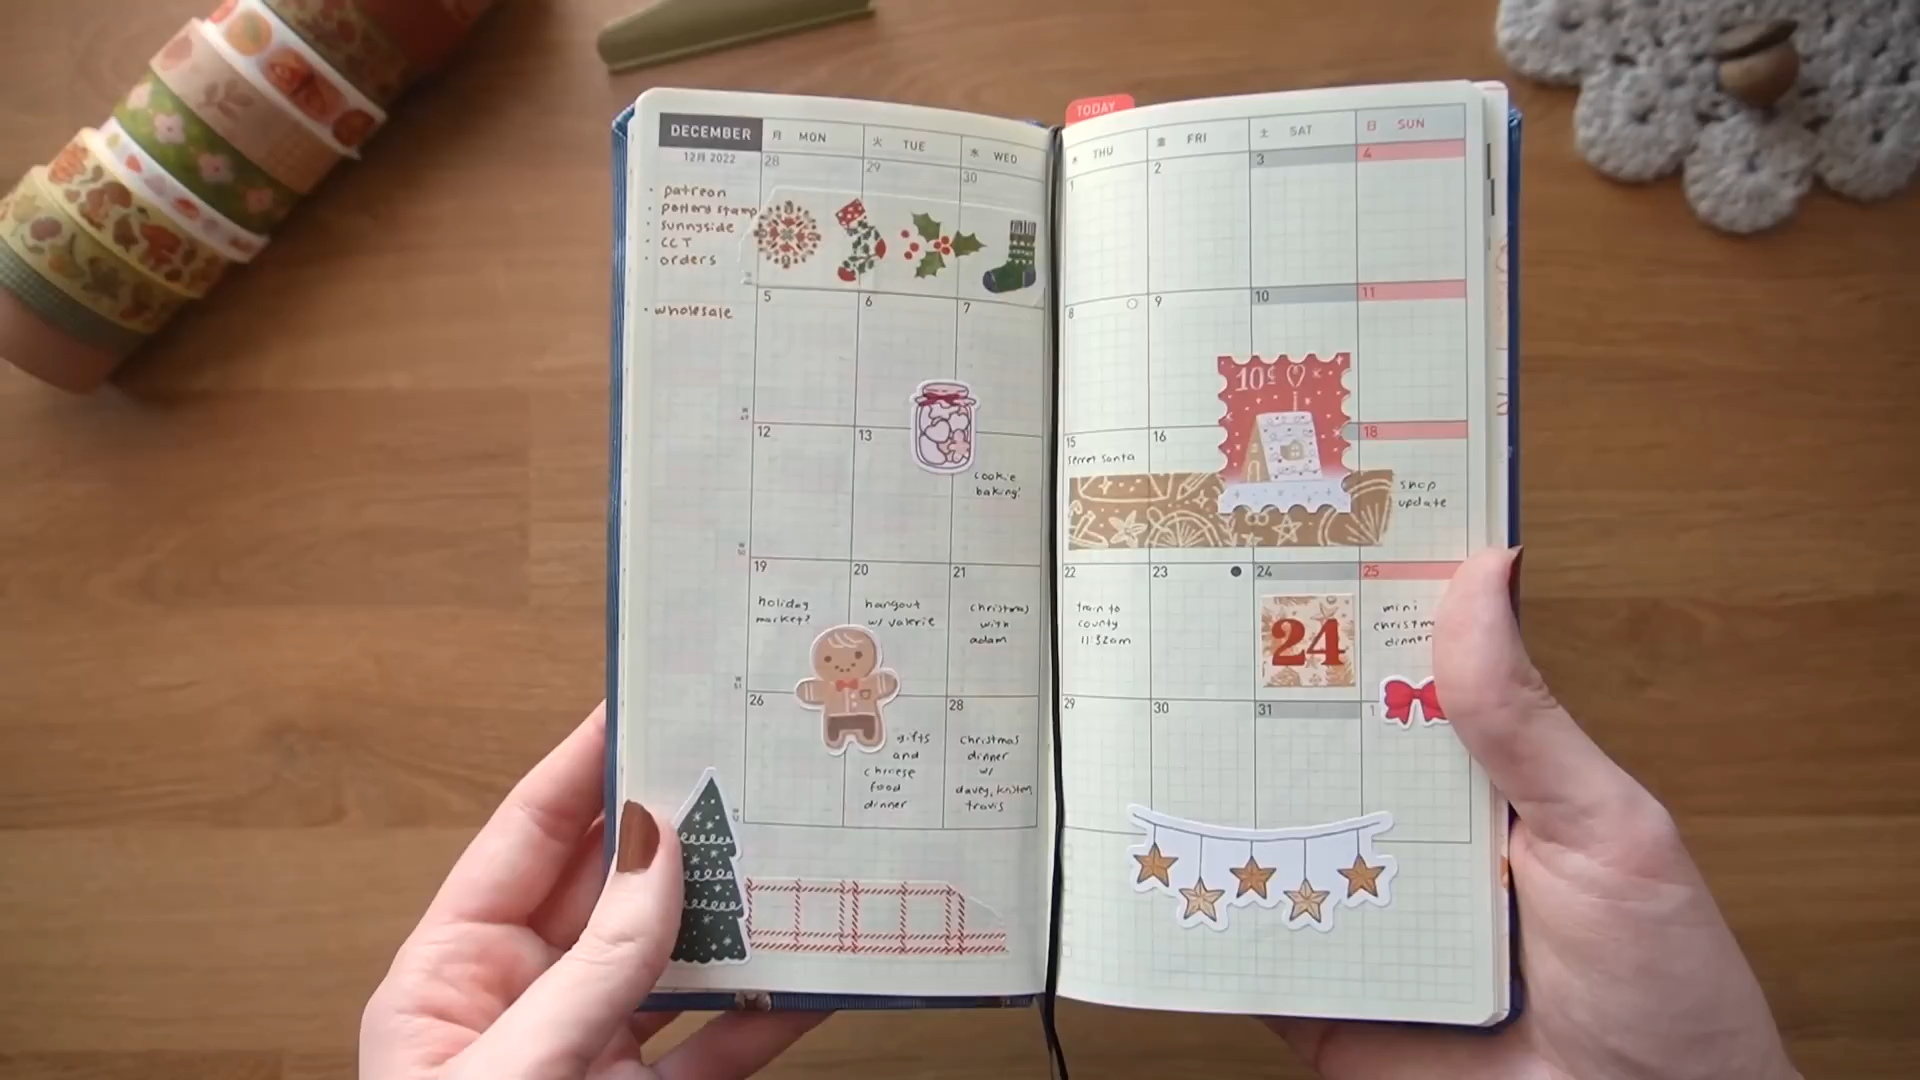 TODAY
DECEMBER
月 MON
火 TUE
水 WED
木 THU
金 FRI
土 SAT
日 SUN
12月 2022
28
29
30
1
2
3
4
· patreon
· pottery stamp
· sunnyside
· CCT
· orders
· wholesale
5
6
7
8
9
10
11
10¢
12
13
cookie
baking!
15
secret santa
16
18
shop
update
19
holiday
market?
20
hangout
w/ valerie
21
christmas
with
adam
22
train to
county
11:32am
23
24
24
25
mini
christma
dinner
26
gifts
and
chinese
food
dinner
28
christmas
dinner
w/
davey, kristen,
travis
29
30
31
1